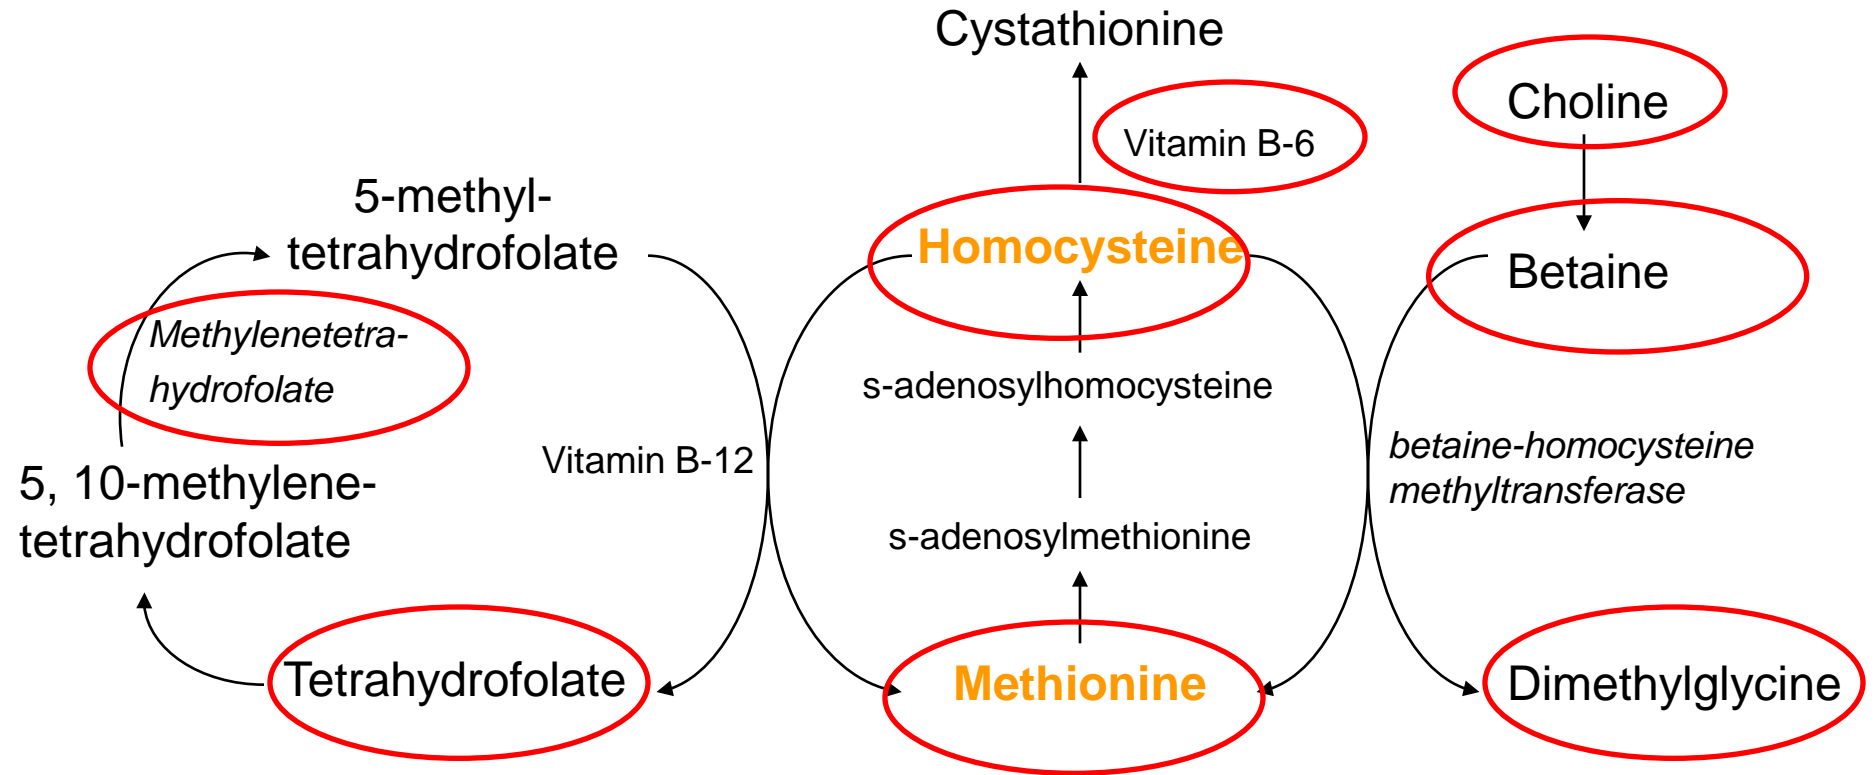 Cystathionine
Choline
Vitamin B-6
5-methyl-
tetrahydrofolate
Homocysteine
Betaine
Methylenetetra-
hydrofolate
s-adenosylhomocysteine
Vitamin B-12
betaine-homocysteine
methyltransferase
5, 10-methylene-
tetrahydrofolate
s-adenosylmethionine
Tetrahydrofolate
Methionine
Dimethylglycine